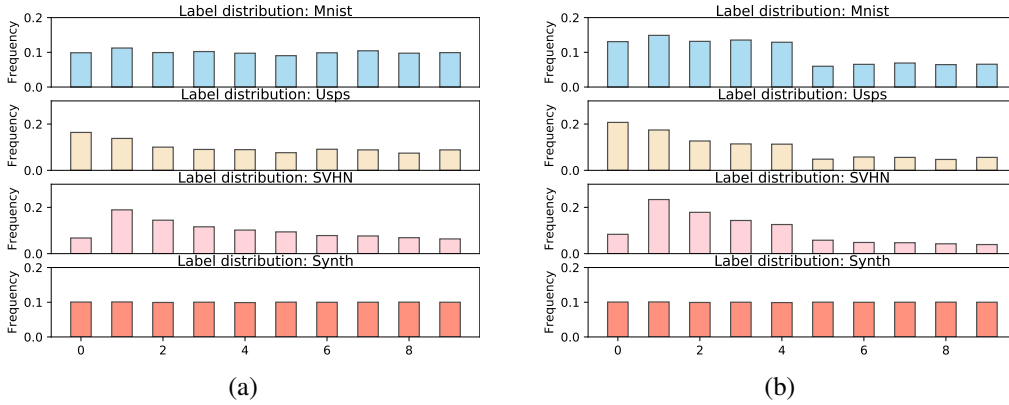 Label distribution: Mnist
0.2
0.1
0.0
Frequency
Label distribution: Usps
0.2
0.0
Frequency
Label distribution: SVHN
0.2
0.0
Frequency
Label distribution: Synth
0.2
0.1
0.0
Frequency
0 2 4 6 8
(a)
Label distribution: Mnist
0.2
0.1
0.0
Frequency
Label distribution: Usps
0.2
0.0
Frequency
Label distribution: SVHN
0.2
0.0
Frequency
Label distribution: Synth
0.2
0.1
0.0
Frequency
0 2 4 6 8
(b)